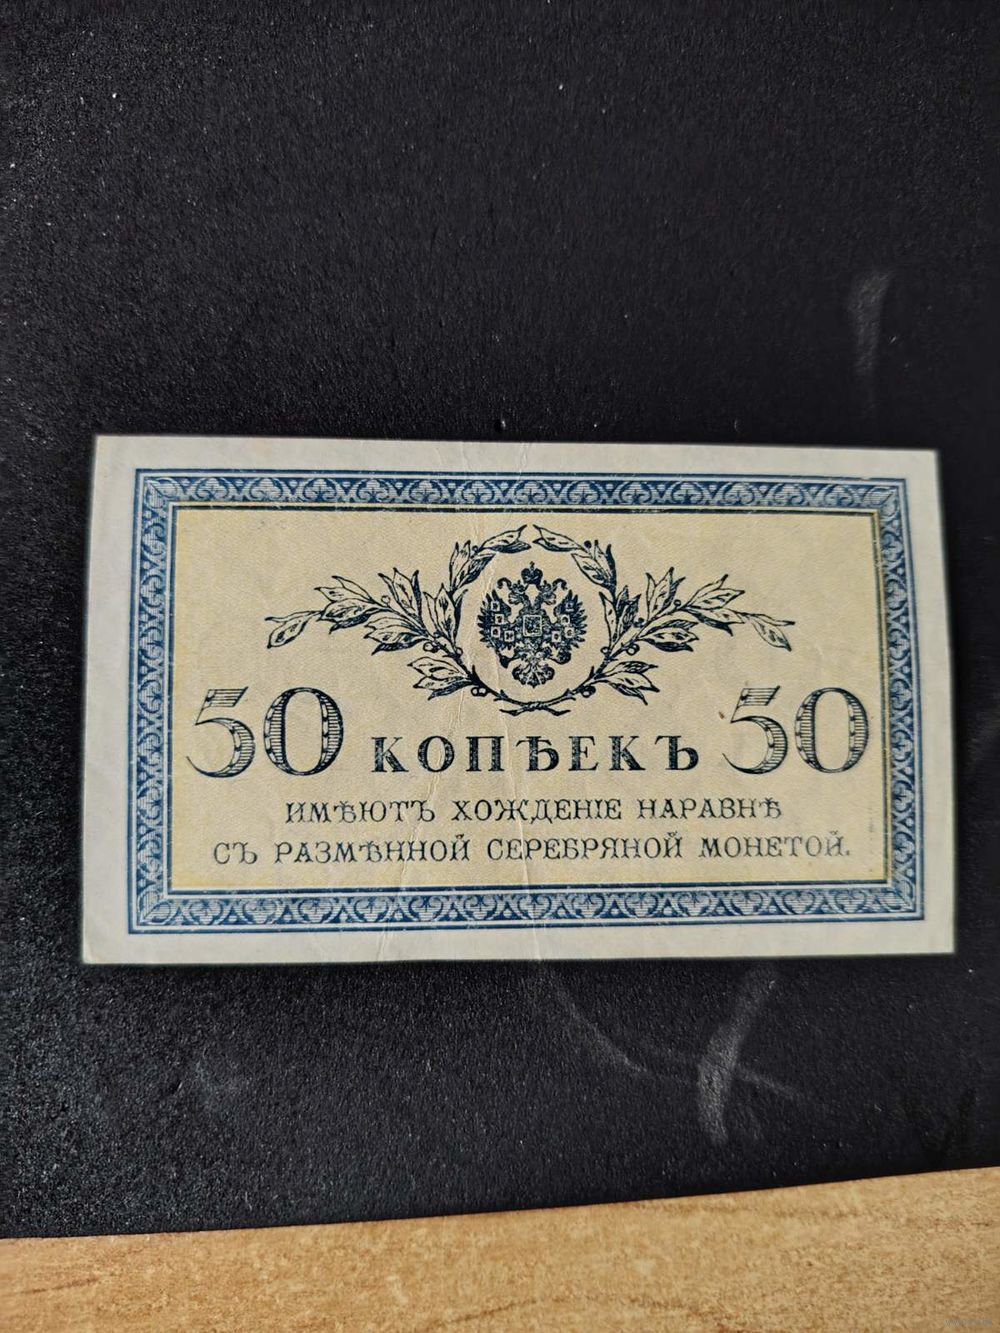 50 КОПѢЕКЪ 50
ИМѢЮТЪ ХОЖДЕНІЕ НАРАВНѢ
СЪ РАЗМѢННОЙ СЕРЕБРЯНОЙ МОНЕТОЙ.